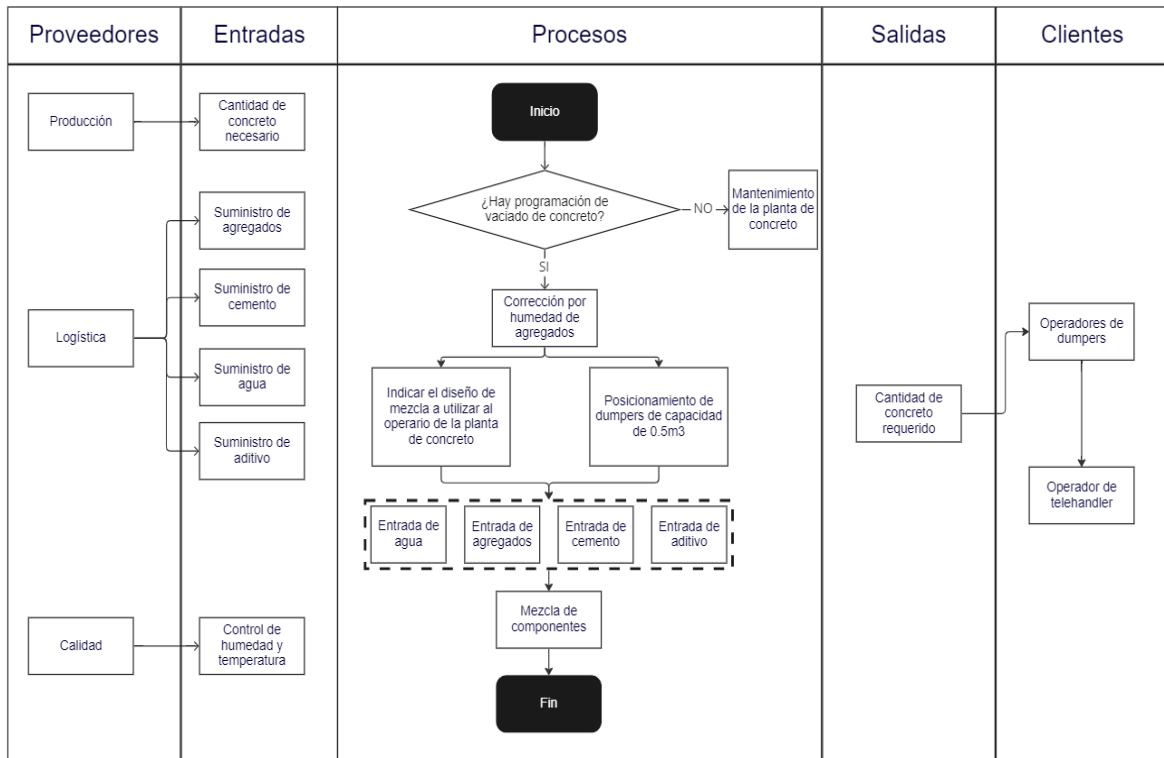 Proveedores
Entradas
Procesos
Salidas
Clientes
Producción
Cantidad de
concreto
necesario
Logística
Suministro de
agregados
Suministro de
cemento
Suministro de
agua
Suministro de
aditivo
Calidad
Control de
humedad y
temperatura
Inicio
¿Hay programación de
vaciado de concreto?
NO
Mantenimiento
de la planta de
concreto
SI
Corrección por
humedad de
agregados
Indicar el diseño de
mezcla a utilizar al
operario de la planta
de concreto
Posicionamiento de
dumpers de capacidad
de 0.5m3
Entrada de
agua
Entrada de
agregados
Entrada de
cemento
Entrada de
aditivo
Mezcla de
componentes
Fin
Cantidad de
concreto
requerido
Operadores de
dumpers
Operador de
telehandler